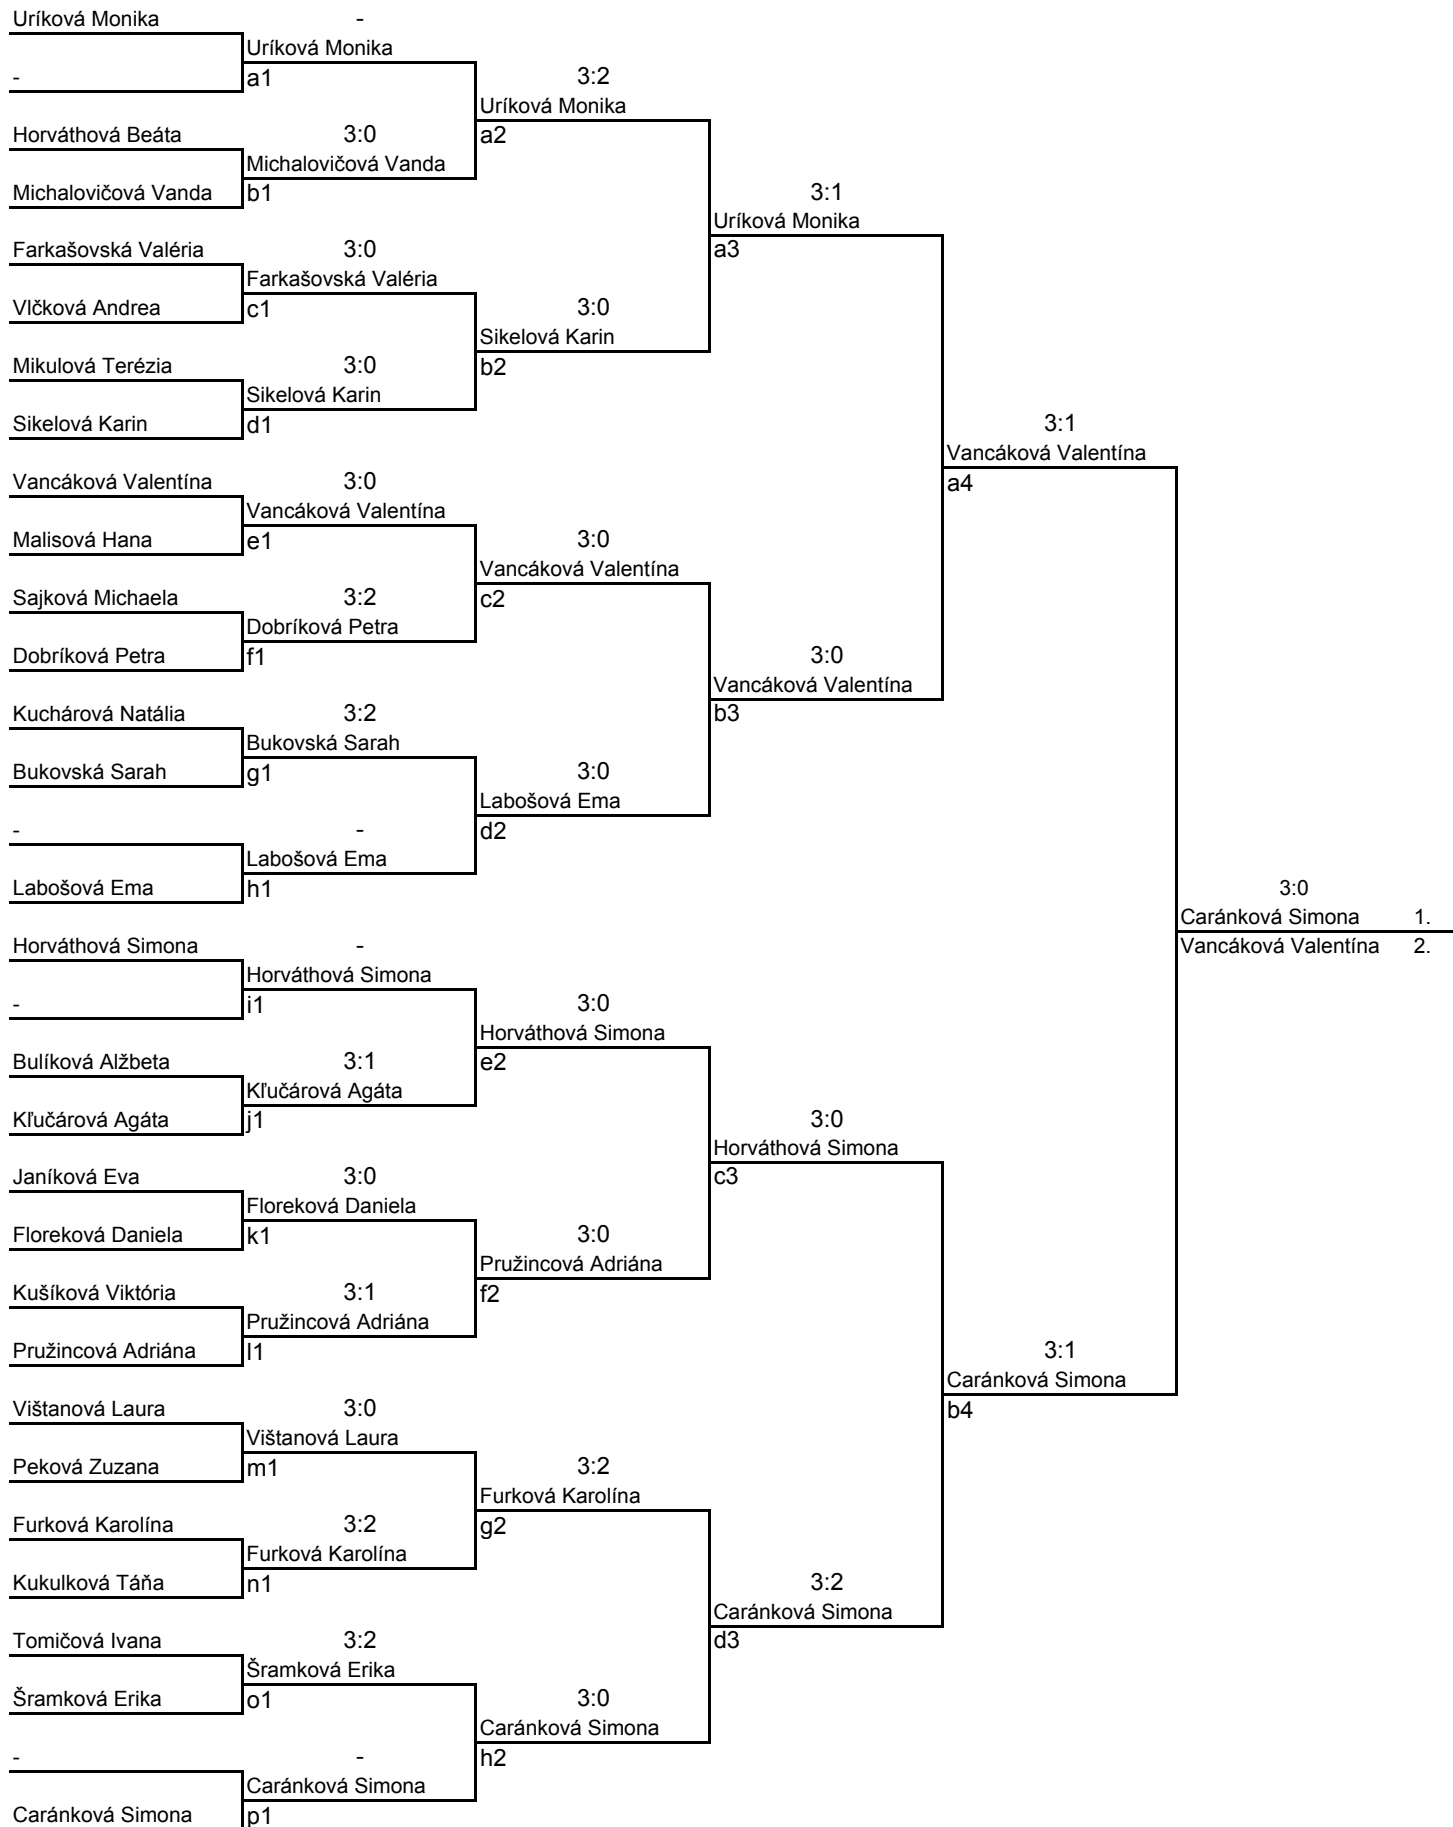 Uríková Monika
-
Uríková Monika
-
a1
3:2
Uríková Monika
Horváthová Beáta
3:0
a2
Michalovičová Vanda
Michalovičová Vanda
b1
3:1
Uríková Monika
Farkašovská Valéria
3:0
a3
Farkašovská Valéria
Vlčková Andrea
c1
3:0
Sikelová Karin
Mikulová Terézia
3:0
b2
Sikelová Karin
Sikelová Karin
d1
3:1
Vancáková Valentína
Vancáková Valentína
3:0
a4
Vancáková Valentína
Malisová Hana
e1
3:0
Vancáková Valentína
Sajková Michaela
3:2
c2
Dobríková Petra
Dobríková Petra
f1
3:0
Vancáková Valentína
Kuchárová Natália
3:2
b3
Bukovská Sarah
Bukovská Sarah
g1
3:0
Labošová Ema
-
-
d2
Labošová Ema
Labošová Ema
h1
3:0
Caránková Simona 1.
Horváthová Simona
-
Vancáková Valentína 2.
Horváthová Simona
-
i1
3:0
Horváthová Simona
Bulíková Alžbeta
3:1
e2
Kľučárová Agáta
Kľučárová Agáta
j1
3:0
Horváthová Simona
Janíková Eva
3:0
c3
Floreková Daniela
Floreková Daniela
k1
3:0
Pružincová Adriána
Kušíková Viktória
3:1
f2
Pružincová Adriána
Pružincová Adriána
l1
3:1
Caránková Simona
Vištanová Laura
3:0
b4
Vištanová Laura
Peková Zuzana
m1
3:2
Furková Karolína
Furková Karolína
3:2
g2
Furková Karolína
Kukulková Táňa
n1
3:2
Caránková Simona
Tomičová Ivana
3:2
d3
Šramková Erika
Šramková Erika
o1
3:0
Caránková Simona
-
-
h2
Caránková Simona
Caránková Simona
p1